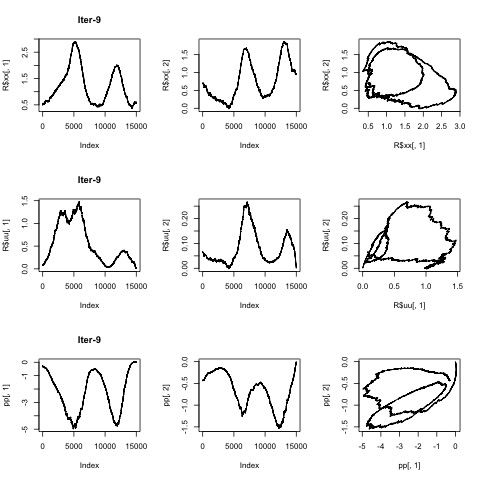 Iter-9
R$xx[, 1]
0.5 1.5 2.5
0 5000 10000 15000
Index
R$xx[, 2]
0.0 0.5 1.0 1.5
0 5000 10000 15000
Index
R$xx[, 2]
0.0 0.5 1.0 1.5
0.5 1.0 1.5 2.0 2.5 3.0
R$xx[, 1]
Iter-9
R$uu[, 1]
0.0 0.5 1.0 1.5
0 5000 10000 15000
Index
R$uu[, 2]
0.00 0.10 0.20
0 5000 10000 15000
Index
R$uu[, 2]
0.00 0.10 0.20
0.0 0.5 1.0 1.5
R$uu[, 1]
Iter-9
pp[, 1]
-5 -4 -3 -2 -1 0
0 5000 10000 15000
Index
pp[, 2]
-1.5 -1.0 -0.5 0.0
0 5000 10000 15000
Index
pp[, 2]
-1.5 -1.0 -0.5 0.0
-5 -4 -3 -2 -1 0
pp[, 1]